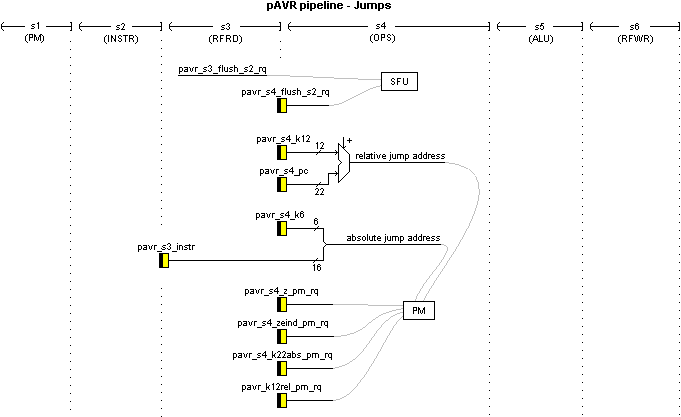 pAVR pipeline - Jumps
s1 s2 s3 s4 s5 s6
(PM) (INSTR) (RFRD) (OPS) (ALU) (RFWR)
pavr_s3_flush_s2_rq
SFU
pavr_s4_flush_s2_rq
pavr_s4_k12
12
+
relative jump address
pavr_s4_pc
22
pavr_s4_k6
6
absolute jump address
pavr_s3_instr
16
pavr_s4_z_pm_rq
PM
pavr_s4_zeind_pm_rq
pavr_s4_k22abs_pm_rq
pavr_k12rel_pm_rq